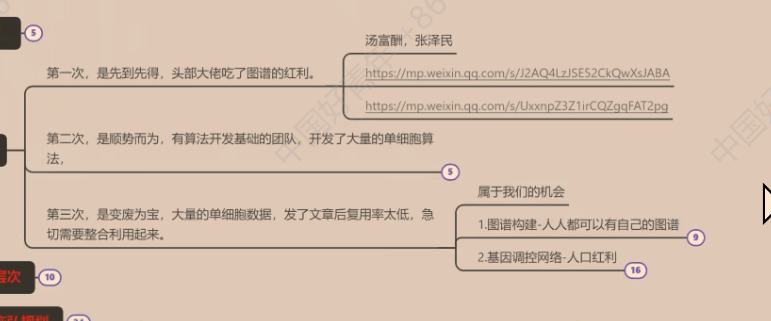 5
汤富酬，张泽民
第一次，是先到先得，头部大佬吃了图谱的红利。
https://mp.weixin.qq.com/s/J2AQ4LzJSE52CkQwXsJABA
https://mp.weixin.qq.com/s/UxxnpZ3Z1irCQZgqFAT2pg
第二次，是顺势而为，有算法开发基础的团队，开发了大量的单细胞算
法，
5
属于我们的机会
第三次，是变废为宝，大量的单细胞数据，发了文章后复用率太低，急
切需要整合利用起来。
1.图谱构建-人人都可以有自己的图谱
9
2.基因调控网络-人口红利
16
层次
10